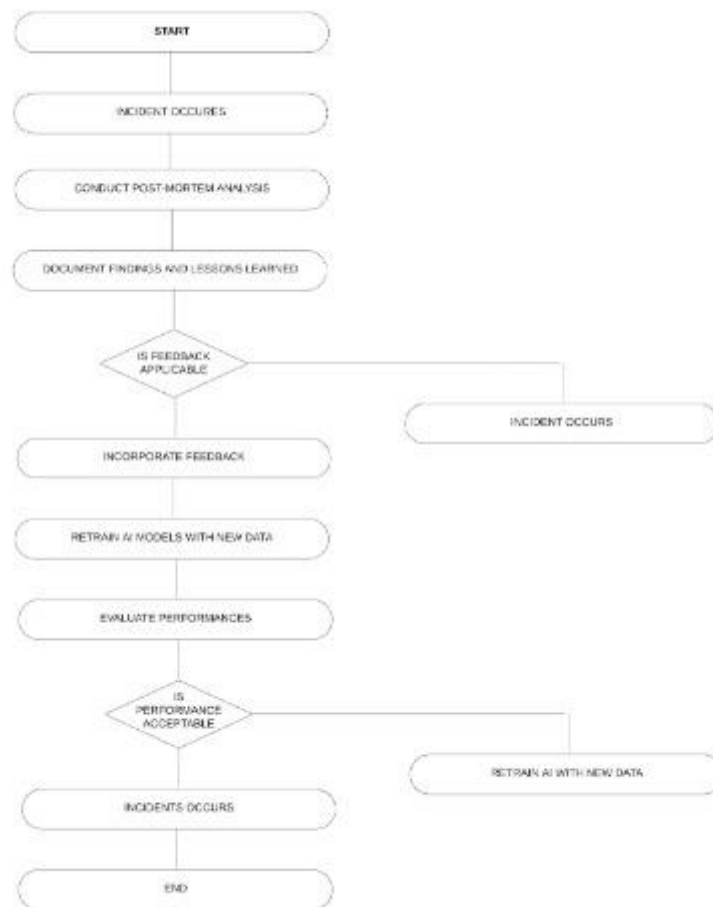 START
INCIDENT OCCURES
CONDUCT POST-MORTEM ANALYSIS
DOCUMENT FINDINGS AND LESSONS LEARNED
IS FEEDBACK
APPLICABLE
INCIDENT OCCURS
INCORPORATE FEEDBACK
RETRAIN AI MODELS WITH NEW DATA
EVALUATE PERFORMANCES
IS
PERFORMANCE
ACCEPTABLE
RETRAIN AI WITH NEW DATA
INCIDENTS OCCURS
END